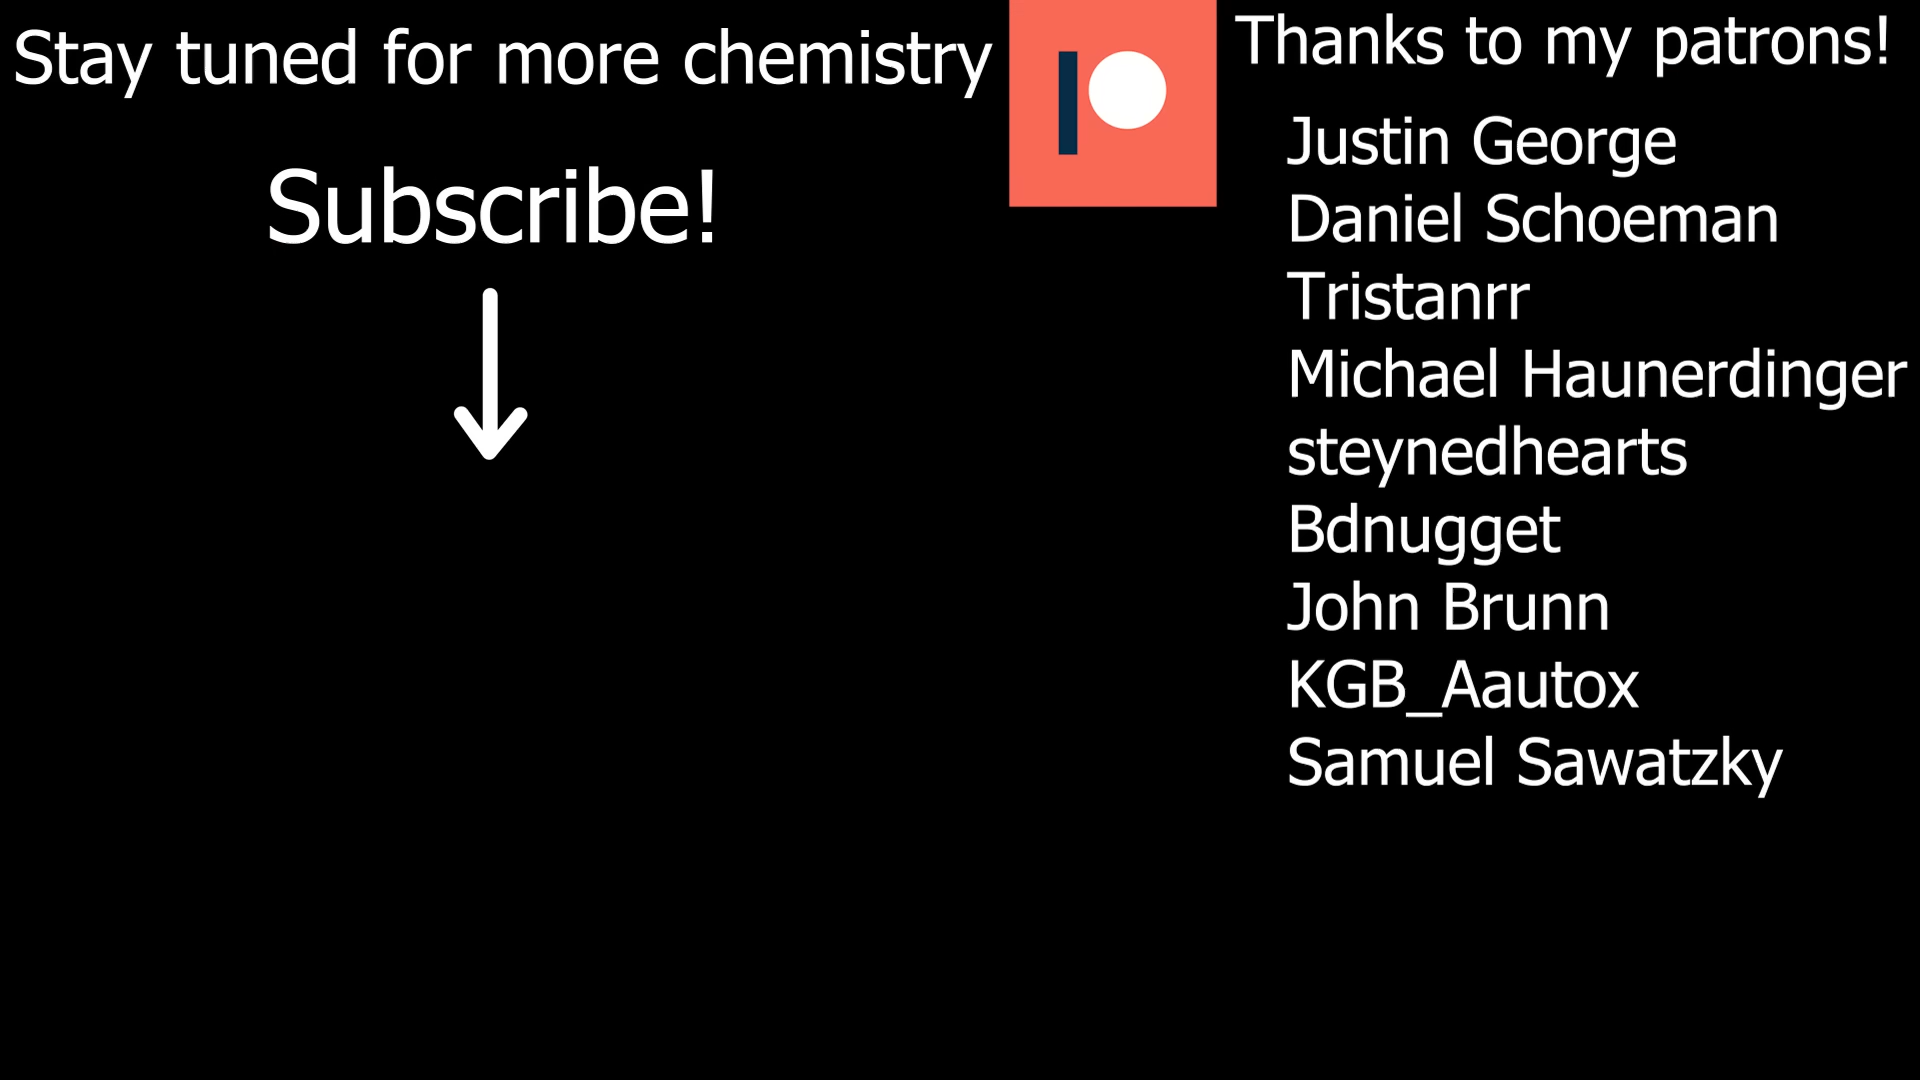 Stay tuned for more chemistry
Subscribe!
Thanks to my patrons!
Justin George
Daniel Schoeman
Tristanrr
Michael Haunerdinger
steynedhearts
Bdnugget
John Brunn
KGB_Aautox
Samuel Sawatzky